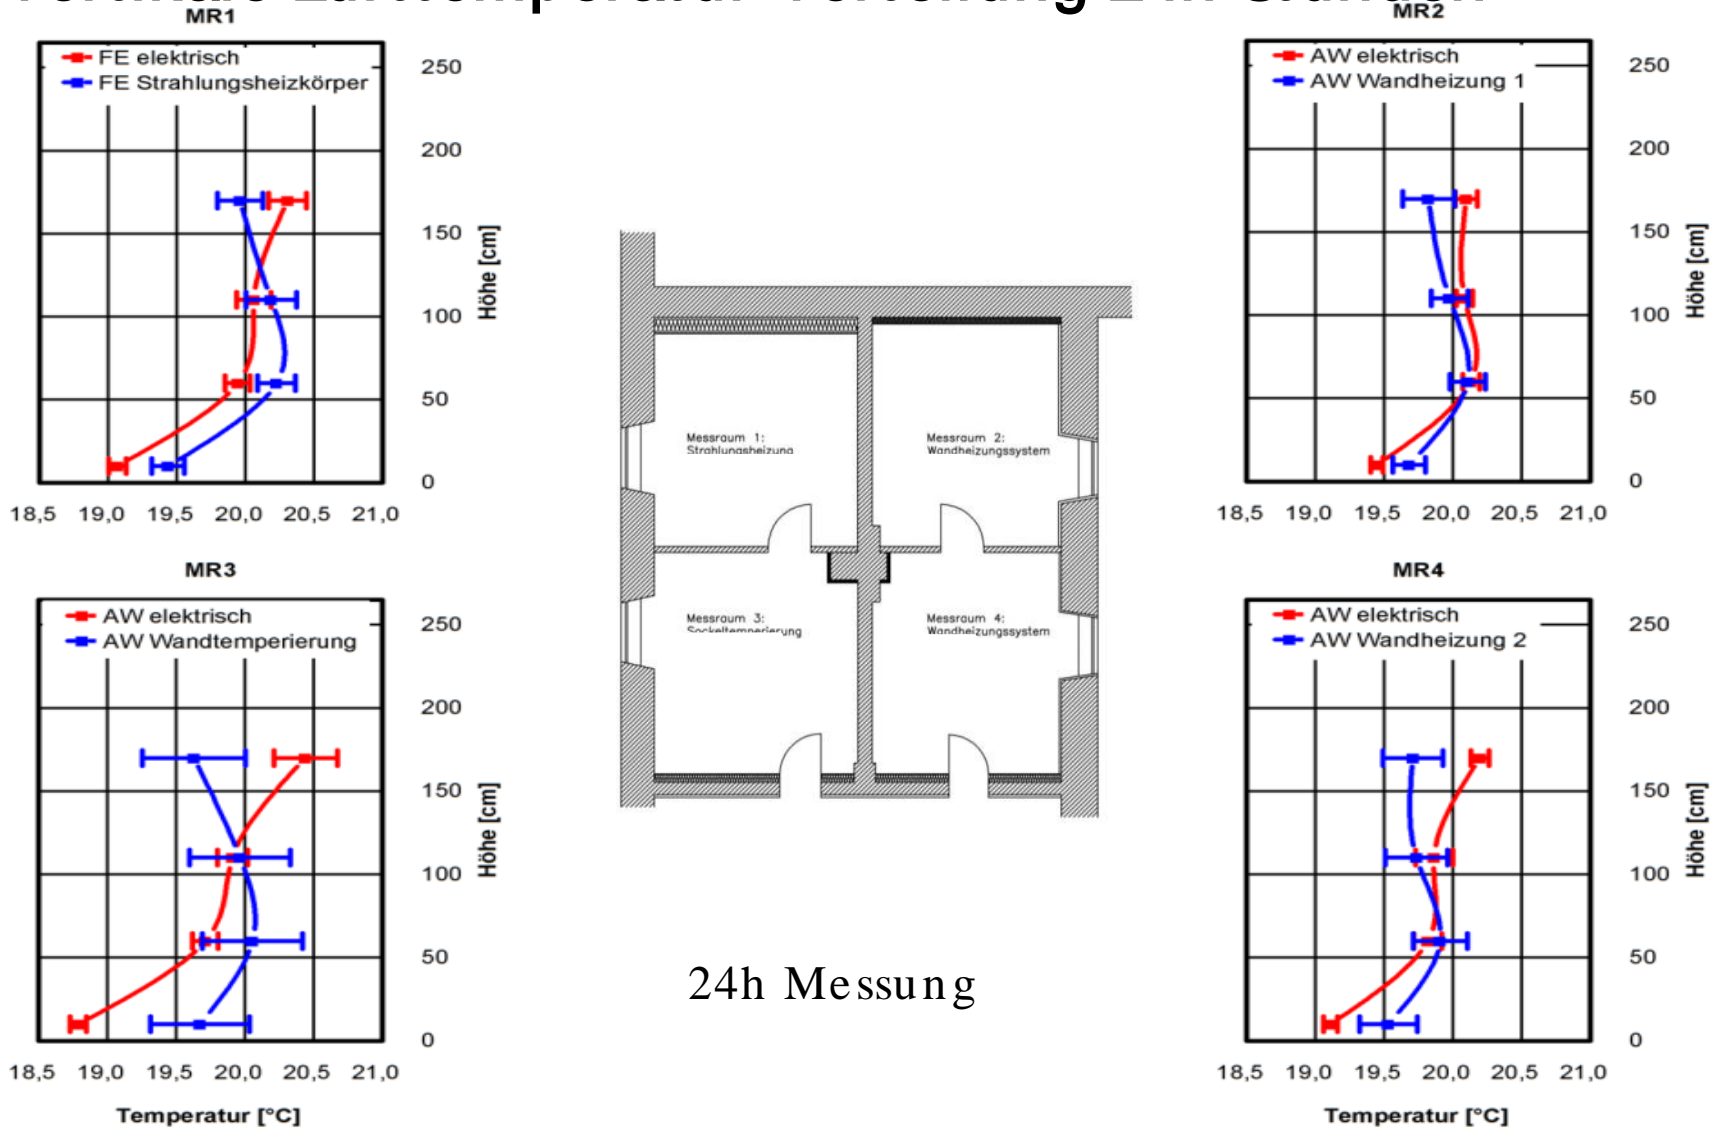 MR1
FE elektrisch
FE Strahlungsheizkörper
250
200
150
100
50
0
Höhe [cm]
18,5 19,0 19,5 20,0 20,5 21,0
MR2
AW elektrisch
AW Wandheizung 1
250
200
150
100
50
0
Höhe [cm]
18,5 19,0 19,5 20,0 20,5 21,0
Messraum 1:
Strahlungsheizung
Messraum 2:
Wandheizungssystem
Messraum 3:
Sockeltemperierung
Messraum 4:
Wandheizungssystem
24h Messung
MR3
AW elektrisch
AW Wandtemperierung
250
200
150
100
50
0
Höhe [cm]
18,5 19,0 19,5 20,0 20,5 21,0
Temperatur [°C]
MR4
AW elektrisch
AW Wandheizung 2
250
200
150
100
50
0
Höhe [cm]
18,5 19,0 19,5 20,0 20,5 21,0
Temperatur [°C]